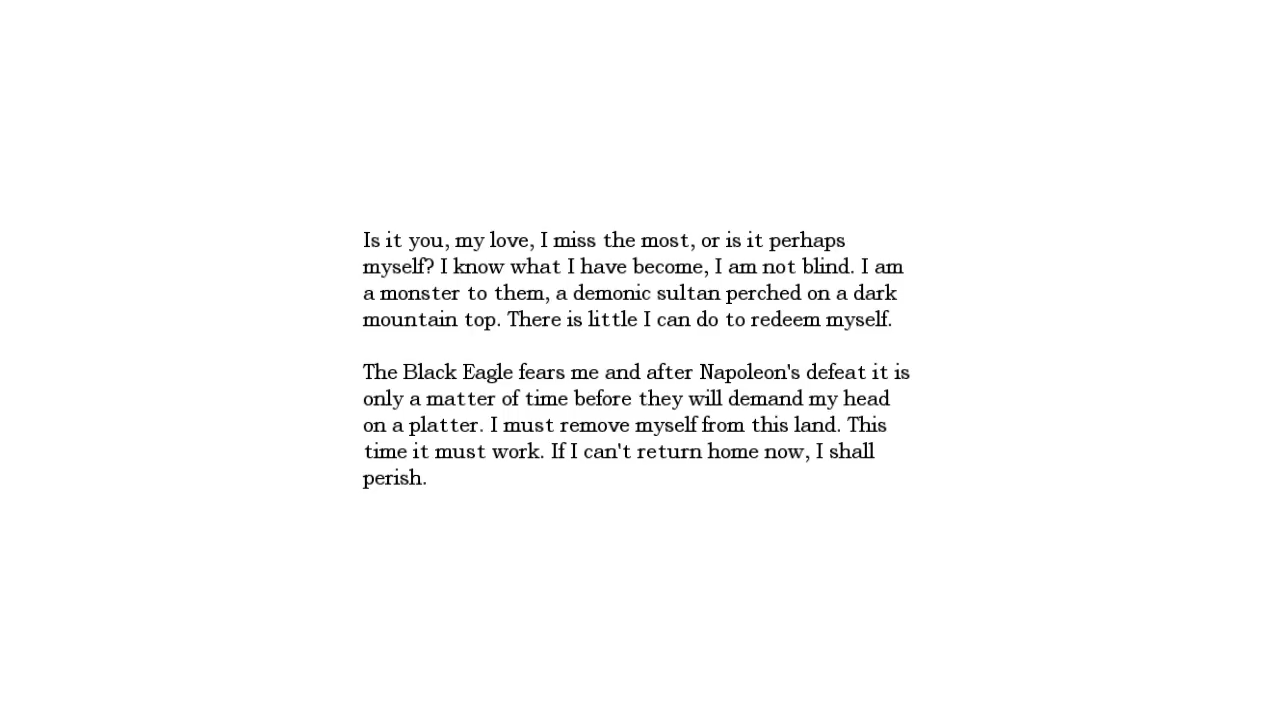 Is it you, my love, I miss the most, or is it perhaps
myself? I know what I have become, I am not blind. I am
a monster to them, a demonic sultan perched on a dark
mountain top. There is little I can do to redeem myself.
The Black Eagle fears me and after Napoleon's defeat it is
only a matter of time before they will demand my head
on a platter. I must remove myself from this land. This
time it must work. If I can't return home now, I shall
perish.